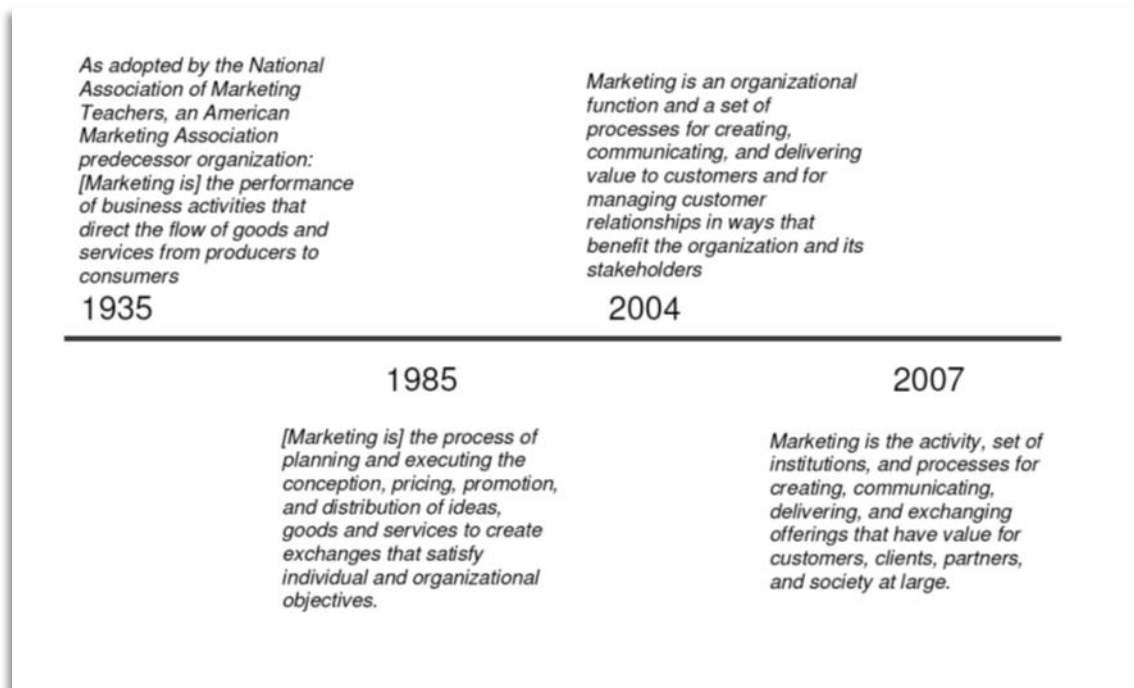 As adopted by the National
Association of Marketing
Teachers, an American
Marketing Association
predecessor organization:
[Marketing is] the performance
of business activities that
direct the flow of goods and
services from producers to
consumers
1935
Marketing is an organizational
function and a set of
processes for creating,
communicating, and delivering
value to customers and for
managing customer
relationships in ways that
benefit the organization and its
stakeholders
2004
1985
[Marketing is] the process of
planning and executing the
conception, pricing, promotion,
and distribution of ideas,
goods and services to create
exchanges that satisfy
individual and organizational
objectives.
2007
Marketing is the activity, set of
institutions, and processes for
creating, communicating,
delivering, and exchanging
offerings that have value for
customers, clients, partners,
and society at large.